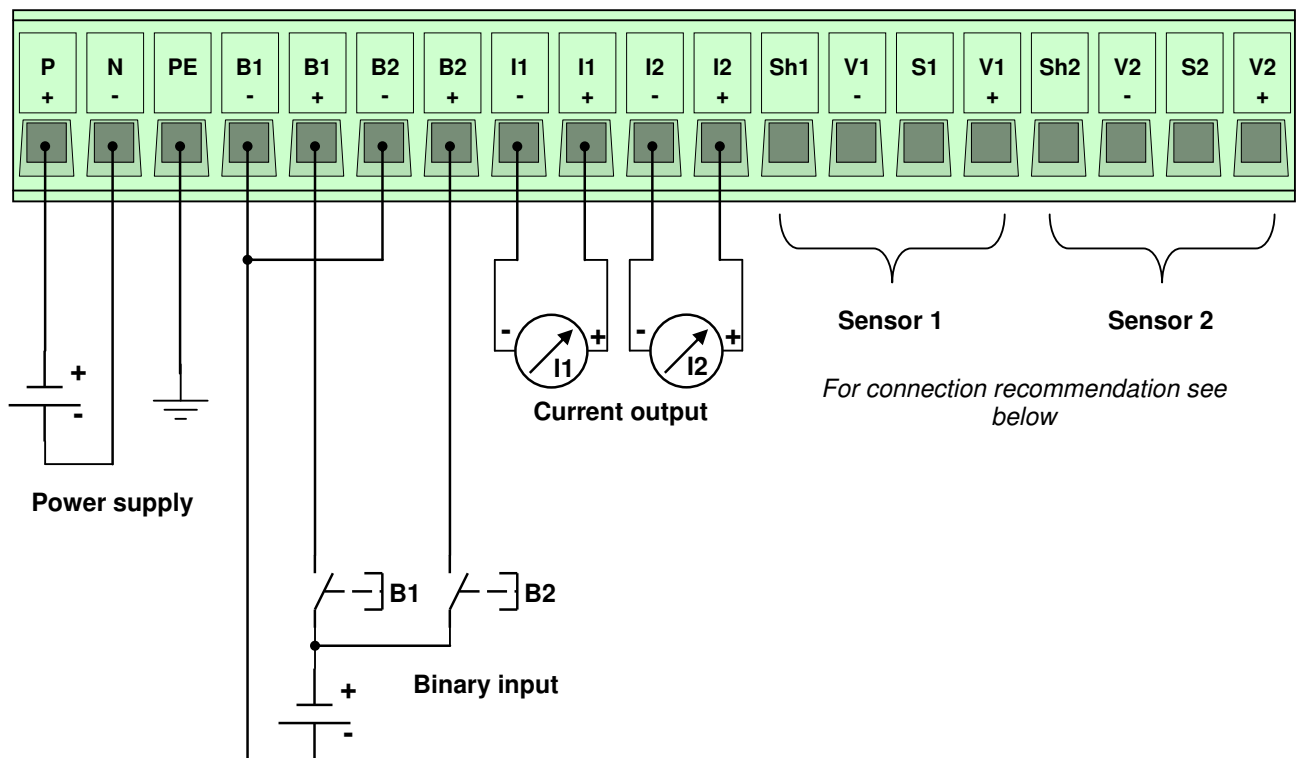 P N PE B1 B1 B2 B2 I1 I1 I2 I2 Sh1 V1 S1 V1 Sh2 V2 S2 V2
+ - - + - + - + - + - + - +
- + - +
I1 I2
Sensor 1 Sensor 2
+
-
Current output
For connection recommendation see
below
Power supply
B1 B2
Binary input
+
-